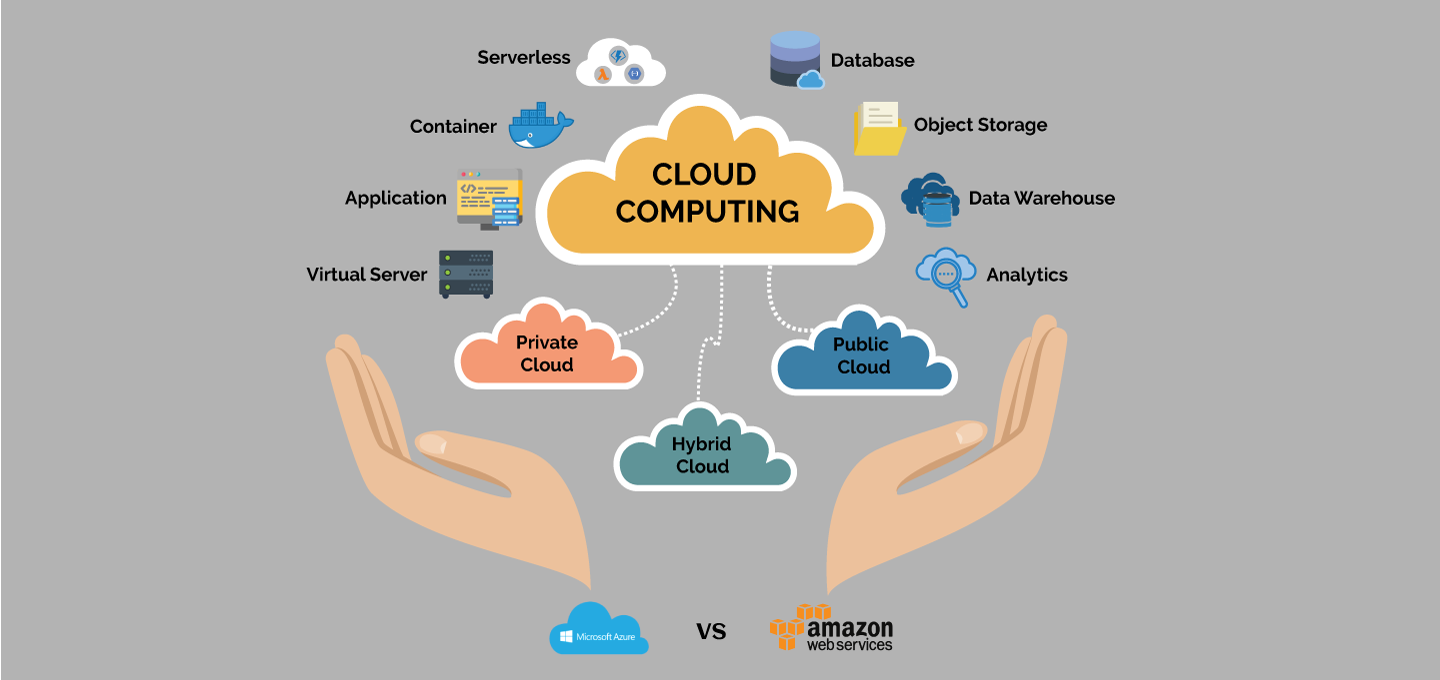 Serverless
Database
Container
Object Storage
CLOUD
COMPUTING
Application
Data Warehouse
Virtual Server
Analytics
Private
Cloud
Public
Cloud
Hybrid
Cloud
Microsoft Azure
VS
amazon
web services